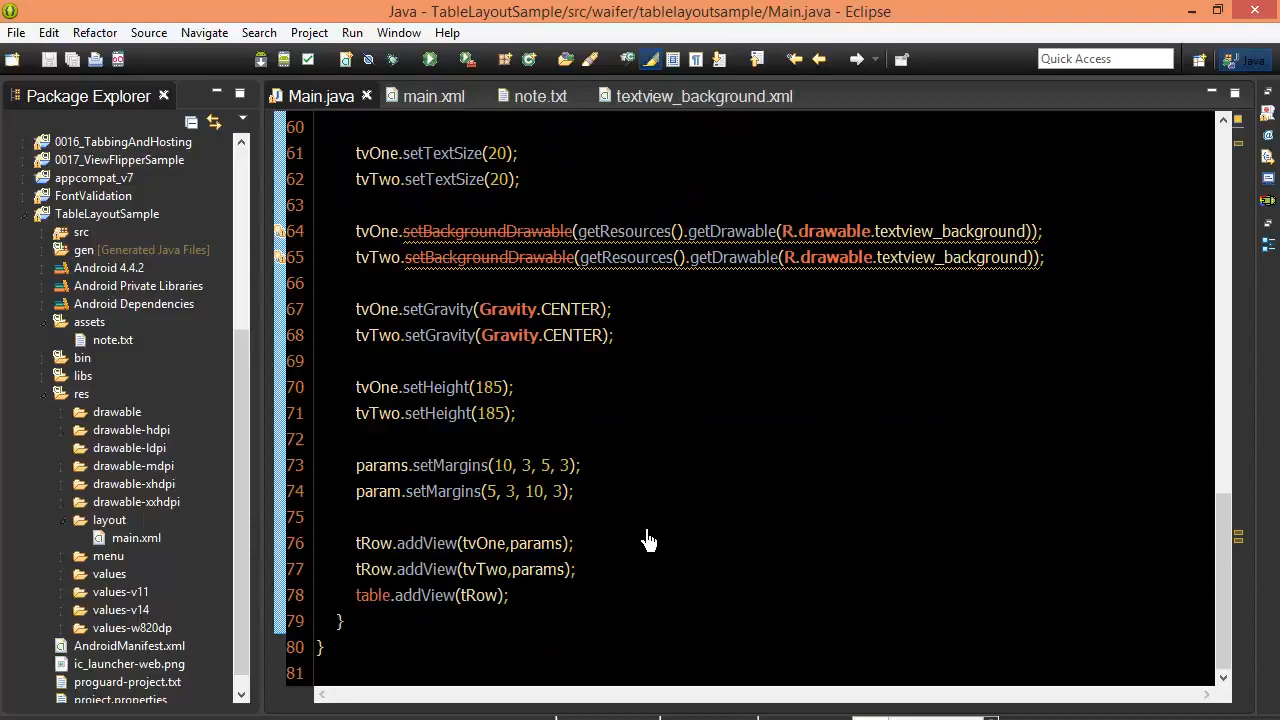 Java - TableLayoutSample/src/waifer/tablelayoutsample/Main.java - Eclipse
File Edit Refactor Source Navigate Search Project Run Window Help
Quick Access
Java
Package Explorer
Main.java
main.xml
note.txt
textview_background.xml
0016_TabbingAndHosting
0017_ViewFlipperSample
appcompat_v7
FontValidation
TableLayoutSample
src
gen [Generated Java Files]
Android 4.4.2
Android Private Libraries
Android Dependencies
assets
note.txt
bin
libs
res
drawable
drawable-hdpi
drawable-ldpi
drawable-mdpi
drawable-xhdpi
drawable-xxhdpi
layout
main.xml
menu
values
values-v11
values-v14
values-w820dp
AndroidManifest.xml
ic_launcher-web.png
proguard-project.txt
project.properties
60
61 tvOne.setTextSize(20);
62 tvTwo.setTextSize(20);
63
64 tvOne.setBackgroundDrawable(getResources().getDrawable(R.drawable.textview_background));
65 tvTwo.setBackgroundDrawable(getResources().getDrawable(R.drawable.textview_background));
66
67 tvOne.setGravity(Gravity.CENTER);
68 tvTwo.setGravity(Gravity.CENTER);
69
70 tvOne.setHeight(185);
71 tvTwo.setHeight(185);
72
73 params.setMargins(10, 3, 5, 3);
74 param.setMargins(5, 3, 10, 3);
75
76 tRow.addView(tvOne,params);
77 tRow.addView(tvTwo,params);
78 table.addView(tRow);
79 }
80 }
81